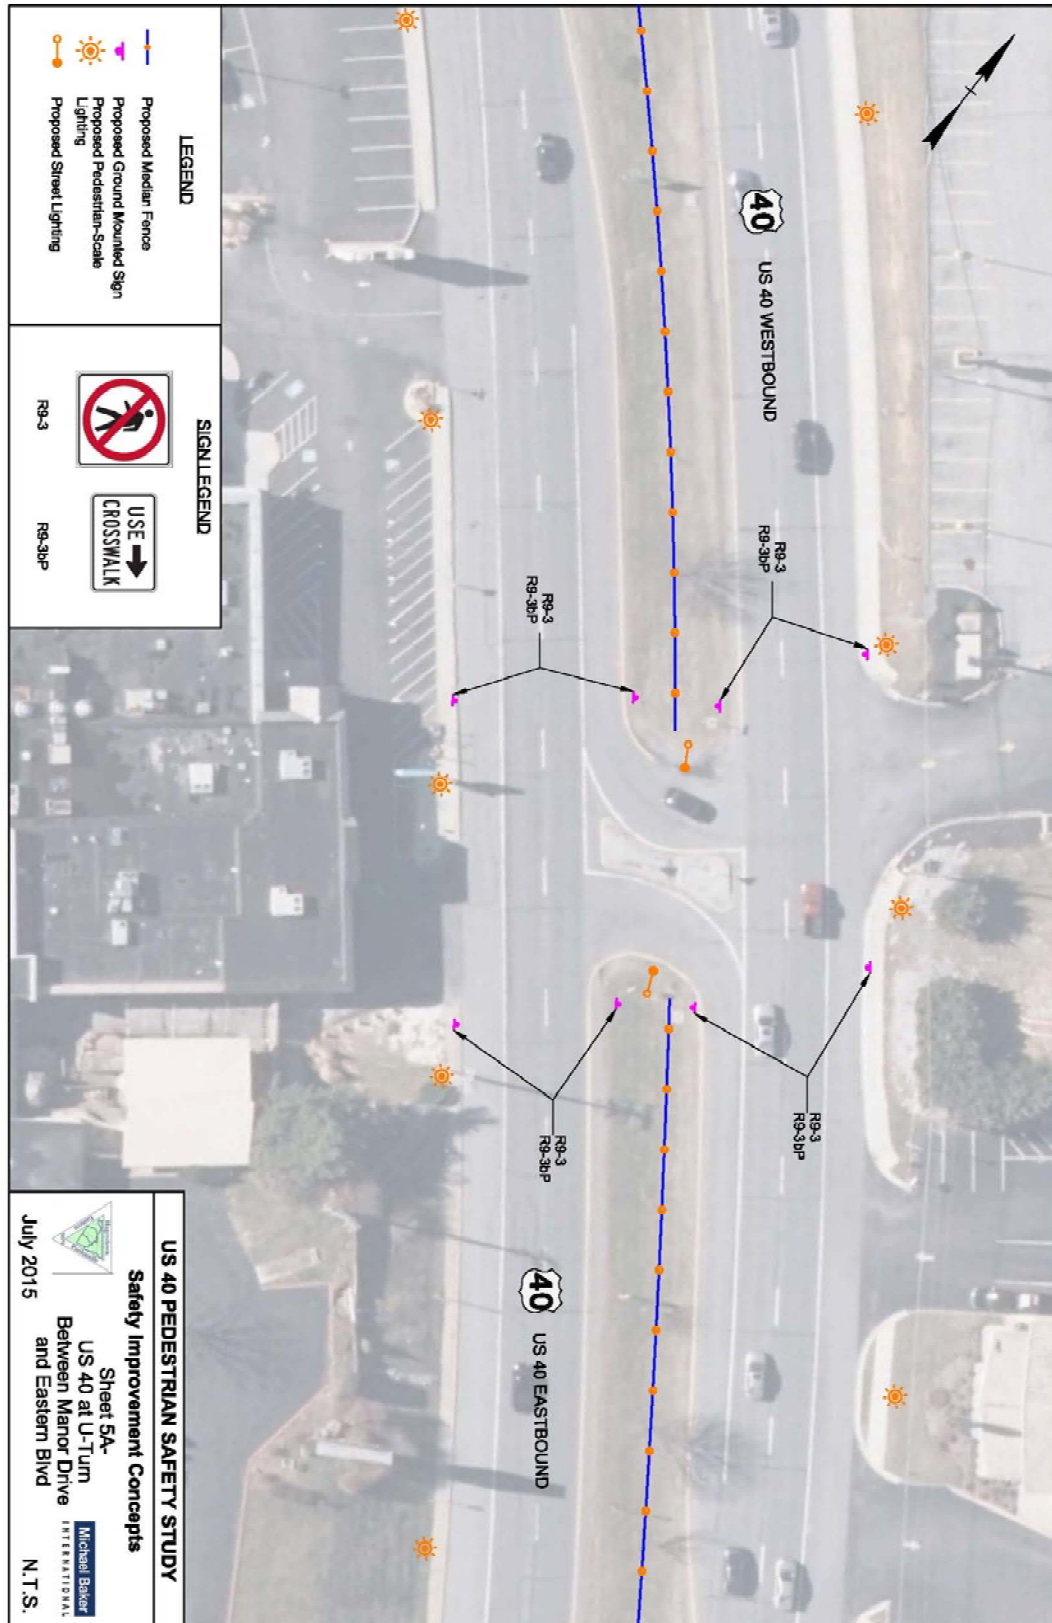 LEGEND
Proposed Median Fence
Proposed Ground Mounted Sign
Proposed Pedestrian-Scale
Lighting
Proposed Street Lighting
SIGN LEGEND
USE
CROSSWALK
R9-3
R9-3bP
40
US 40 WESTBOUND
R9-3
R9-3bP
R9-3
R9-3bP
R9-3
R9-3bP
R9-3
R9-3bP
40
US 40 EASTBOUND
US 40 PEDESTRIAN SAFETY STUDY
Safety Improvement Concepts
Sheet 5A-
US 40 at U-Turn
Between Manor Drive
and Eastern Blvd
July 2015
Michael Baker
INTERNATIONAL
N.T.S.